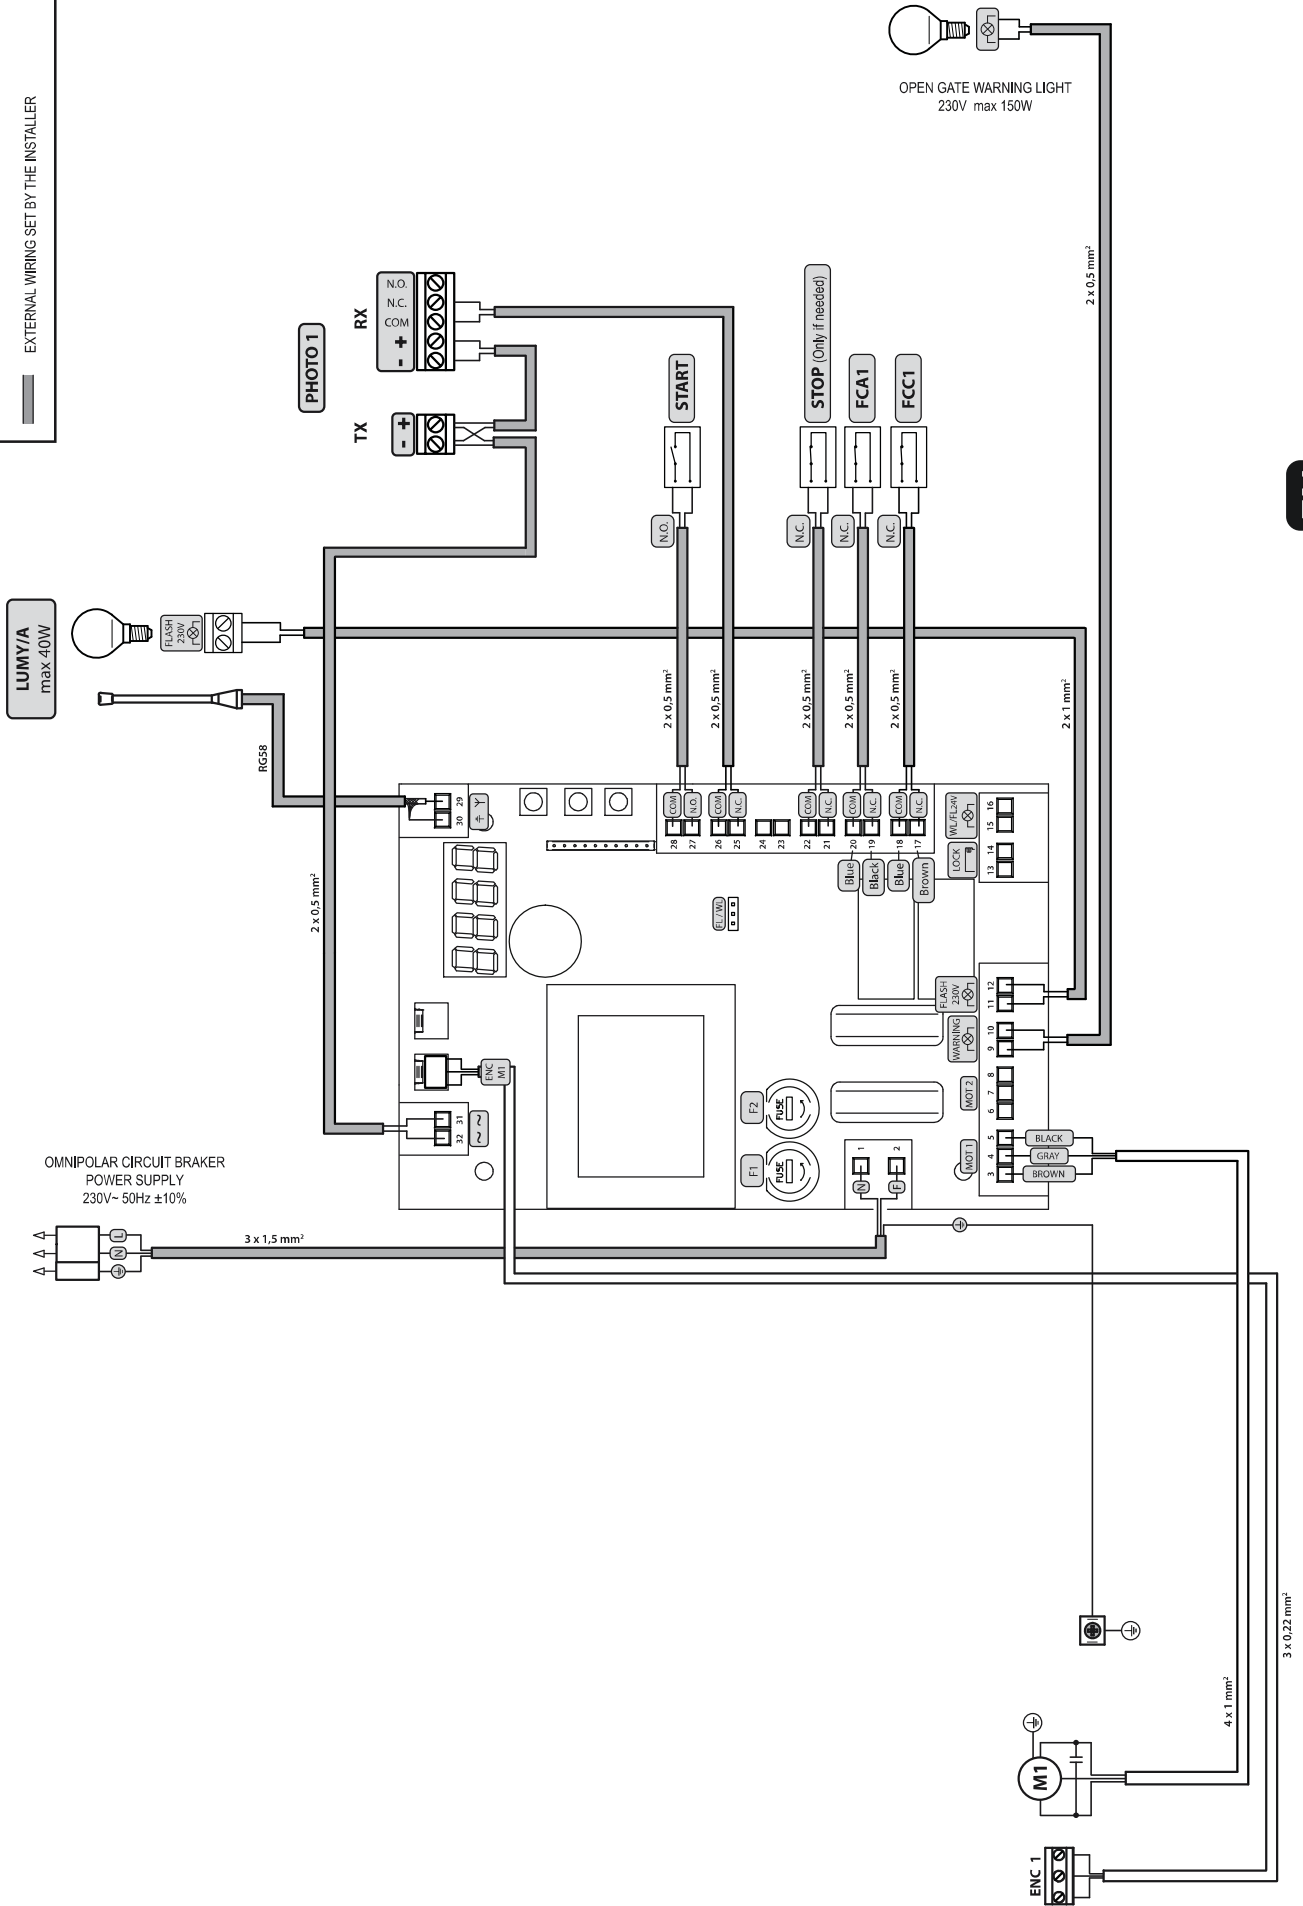 EXTERNAL WIRING SET BY THE INSTALLER
OPEN GATE WARNING LIGHT
230V max 150W
2 x 0,5 mm²
LUMY/A
max 40W
FLASH
230V
RG58
PHOTO 1
TX
- +
RX
- + COM N.C. N.O.
START
N.O.
STOP (Only if needed)
N.C.
FCA1
N.C.
FCC1
N.C.
2 x 0,5 mm²
2 x 0,5 mm²
2 x 0,5 mm²
2 x 0,5 mm²
2 x 0,5 mm²
2 x 1 mm²
2 x 0,5 mm²
30 29
COM
N.O.
COM
N.C.
COM
N.C.
COM
N.C.
COM
N.C.
28
27
26
25
24
23
22
21
20
19
18
17
Blue
Black
Blue
Brown
WL/FL24V
LOCK
13 14 15 16
FL / WL
FLASH
230V
WARNING
MOT 2
MOT 1
3 4 5 6 7 8 9 10 11 12
BLACK
GRAY
BROWN
ENC
M1
32 31
~ ~
F2
FUSE
F1
FUSE
1
2
N
F
OMNIPOLAR CIRCUIT BRAKER
POWER SUPPLY
230V~ 50Hz ±10%
L
N
3 x 1,5 mm²
4 x 1 mm²
3 x 0,22 mm²
M1
ENC 1